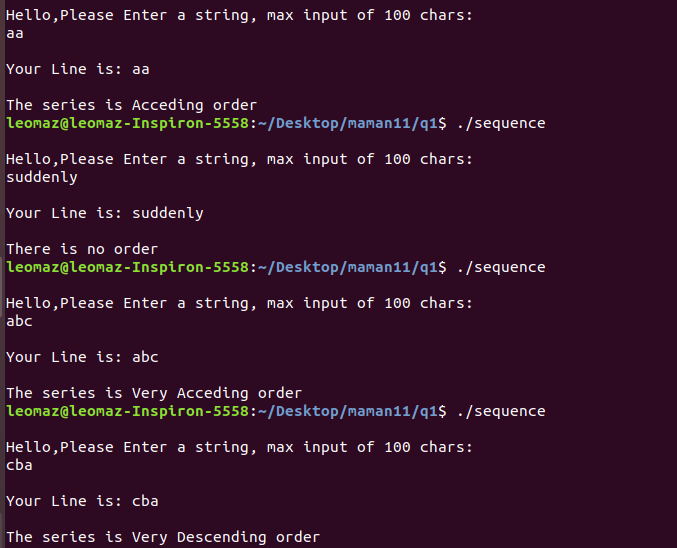 Hello,Please Enter a string, max input of 100 chars:
aa
Your Line is: aa
The series is Acceding order
leomaz@leomaz-Inspiron-5558:~/Desktop/maman11/q1$ ./sequence
Hello,Please Enter a string, max input of 100 chars:
suddenly
Your Line is: suddenly
There is no order
leomaz@leomaz-Inspiron-5558:~/Desktop/maman11/q1$ ./sequence
Hello,Please Enter a string, max input of 100 chars:
abc
Your Line is: abc
The series is Very Acceding order
leomaz@leomaz-Inspiron-5558:~/Desktop/maman11/q1$ ./sequence
Hello,Please Enter a string, max input of 100 chars:
cba
Your Line is: cba
The series is Very Descending order